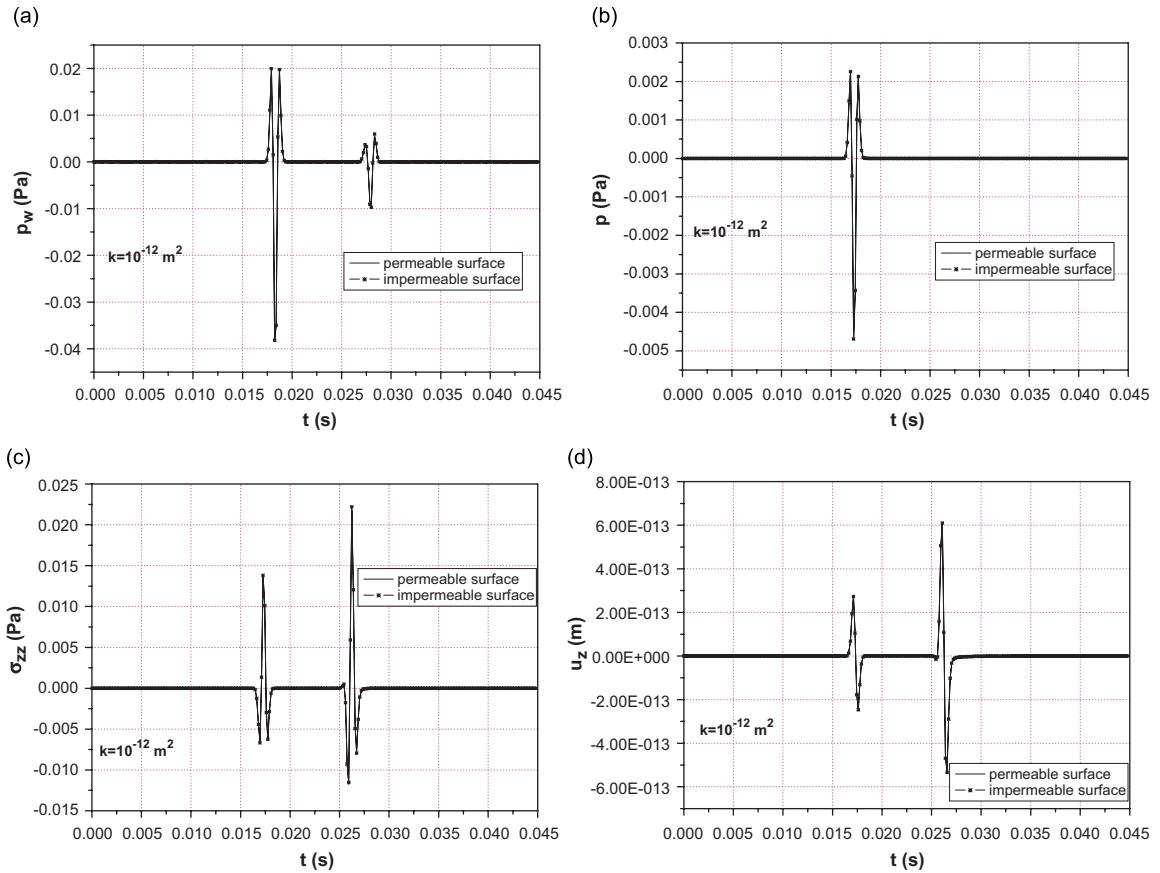 (a)
0.02
0.01
0.00
-0.01
-0.02
-0.03
-0.04
p_w (Pa)
k=10^-12 m^2
permeable surface
impermeable surface
0.000 0.005 0.010 0.015 0.020 0.025 0.030 0.035 0.040 0.045
t (s)
(b)
0.003
0.002
0.001
0.000
-0.001
-0.002
-0.003
-0.004
-0.005
p (Pa)
k=10^-12 m^2
permeable surface
impermeable surface
0.000 0.005 0.010 0.015 0.020 0.025 0.030 0.035 0.040 0.045
t (s)
(c)
0.025
0.020
0.015
0.010
0.005
0.000
-0.005
-0.010
-0.015
σ_zz (Pa)
permeable surface
impermeable surface
k=10^-12 m^2
0.000 0.005 0.010 0.015 0.020 0.025 0.030 0.035 0.040 0.045
t (s)
(d)
8.00E-013
6.00E-013
4.00E-013
2.00E-013
0.00E+000
-2.00E-013
-4.00E-013
-6.00E-013
u_z (m)
k=10^-12 m^2
permeable surface
impermeable surface
0.000 0.005 0.010 0.015 0.020 0.025 0.030 0.035 0.040 0.045
t (s)